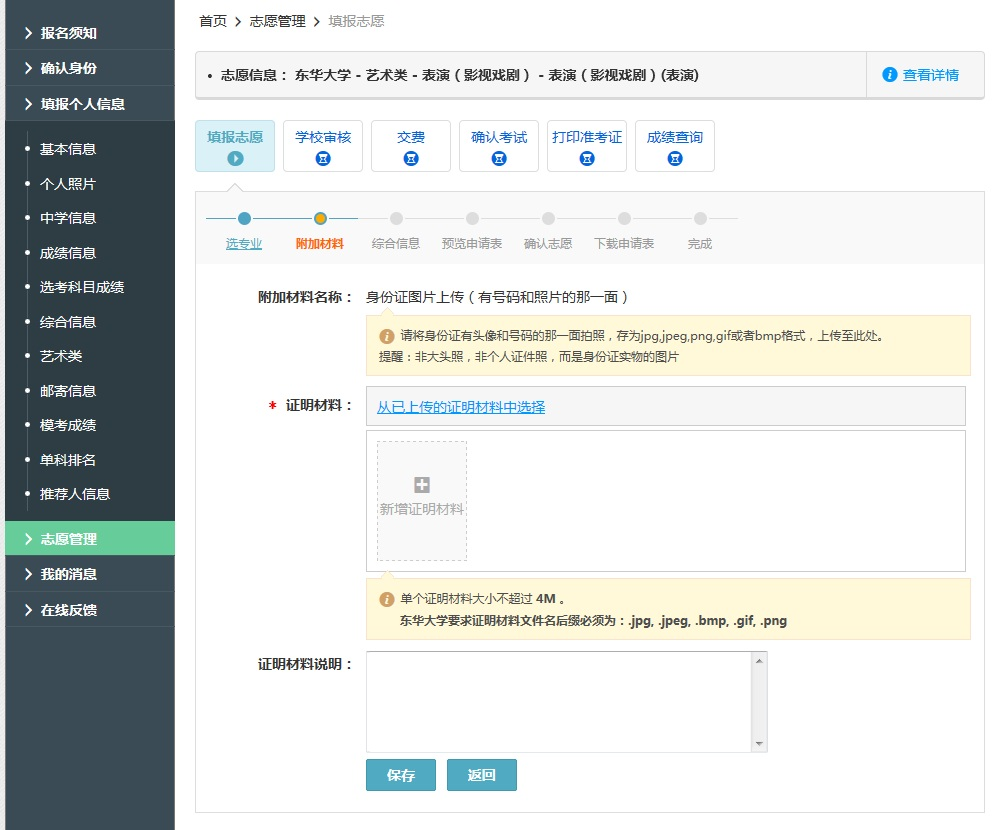 报名须知
确认身份
填报个人信息
基本信息
个人照片
中学信息
成绩信息
选考科目成绩
综合信息
艺术类
邮寄信息
模考成绩
单科排名
推荐人信息
志愿管理
我的消息
在线反馈
首页 > 志愿管理 > 填报志愿
• 志愿信息： 东华大学 - 艺术类 - 表演（影视戏剧） - 表演（影视戏剧）(表演) 查看详情
填报志愿 学校审核 交费 确认考试 打印准考证 成绩查询
选专业 附加材料 综合信息 预览申请表 确认志愿 下载申请表 完成
附加材料名称： 身份证图片上传（有号码和照片的那一面）
请将身份证有头像和号码的那一面拍照，存为jpg,jpeg,png,gif或者bmp格式，上传至此处。
提醒：非大头照，非个人证件照，而是身份证实物的图片
* 证明材料： 从已上传的证明材料中选择
新增证明材料
单个证明材料大小不超过 4M 。
东华大学要求证明材料文件名后缀必须为：.jpg, .jpeg, .bmp, .gif, .png
证明材料说明：
保存 返回